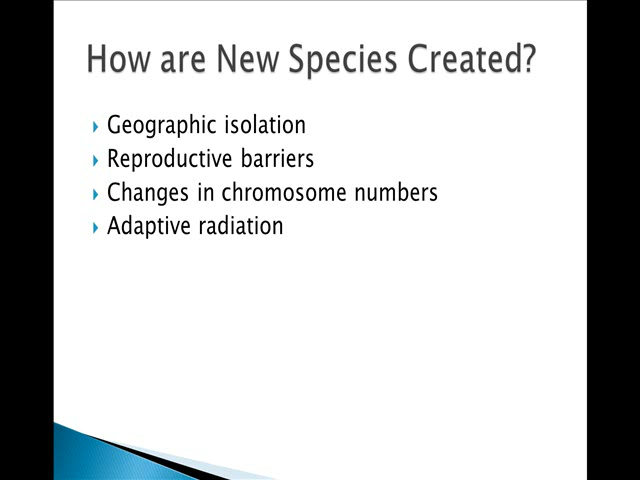 How are New Species Created?
Geographic isolation
Reproductive barriers
Changes in chromosome numbers
Adaptive radiation